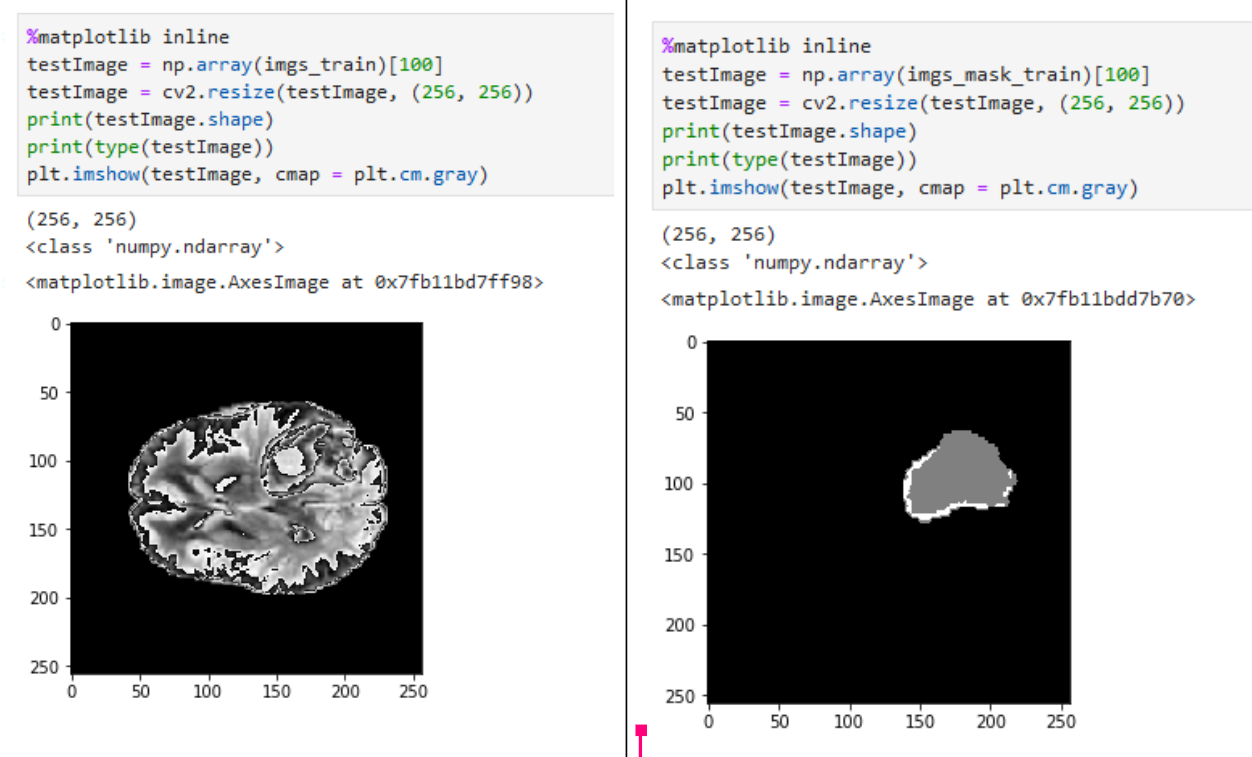 %matplotlib inline
testImage = np.array(imgs_train)[100]
testImage = cv2.resize(testImage, (256, 256))
print(testImage.shape)
print(type(testImage))
plt.imshow(testImage, cmap = plt.cm.gray)
(256, 256)
<class 'numpy.ndarray'>
<matplotlib.image.AxesImage at 0x7fb11bd7ff98>
0
50
100
150
200
250
0 50 100 150 200 250
%matplotlib inline
testImage = np.array(imgs_mask_train)[100]
testImage = cv2.resize(testImage, (256, 256))
print(testImage.shape)
print(type(testImage))
plt.imshow(testImage, cmap = plt.cm.gray)
(256, 256)
<class 'numpy.ndarray'>
<matplotlib.image.AxesImage at 0x7fb11bdd7b70>
0
50
100
150
200
250
0 50 100 150 200 250